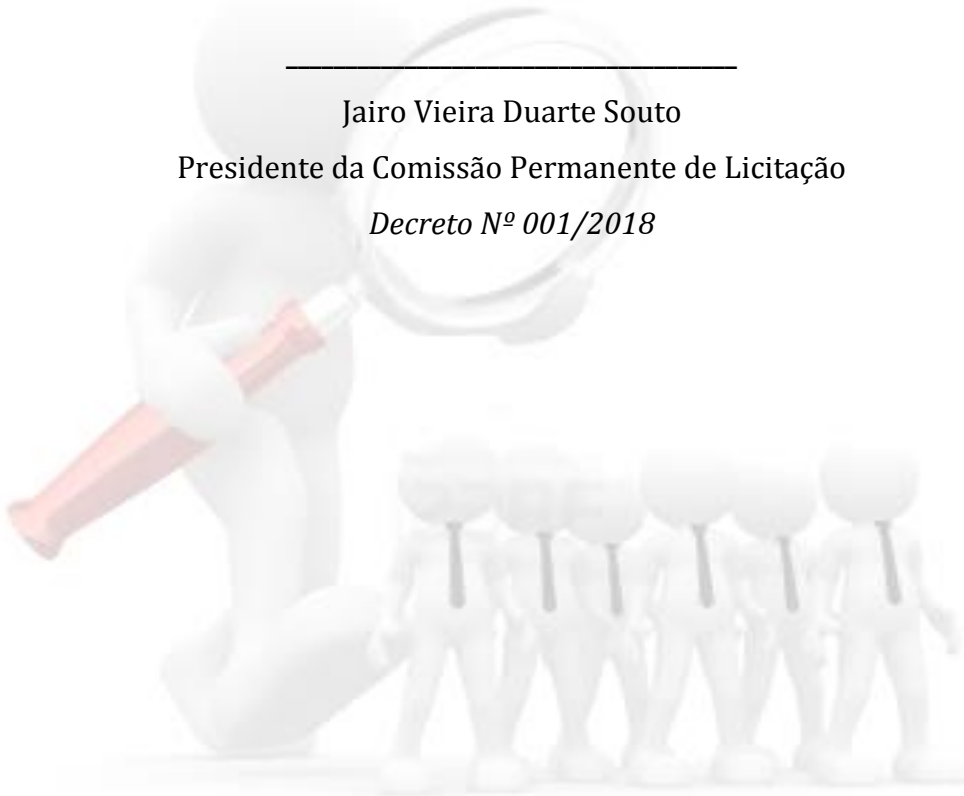 Jairo Vieira Duarte Souto
Presidente da Comissão Permanente de Licitação
Decreto Nº 001/2018